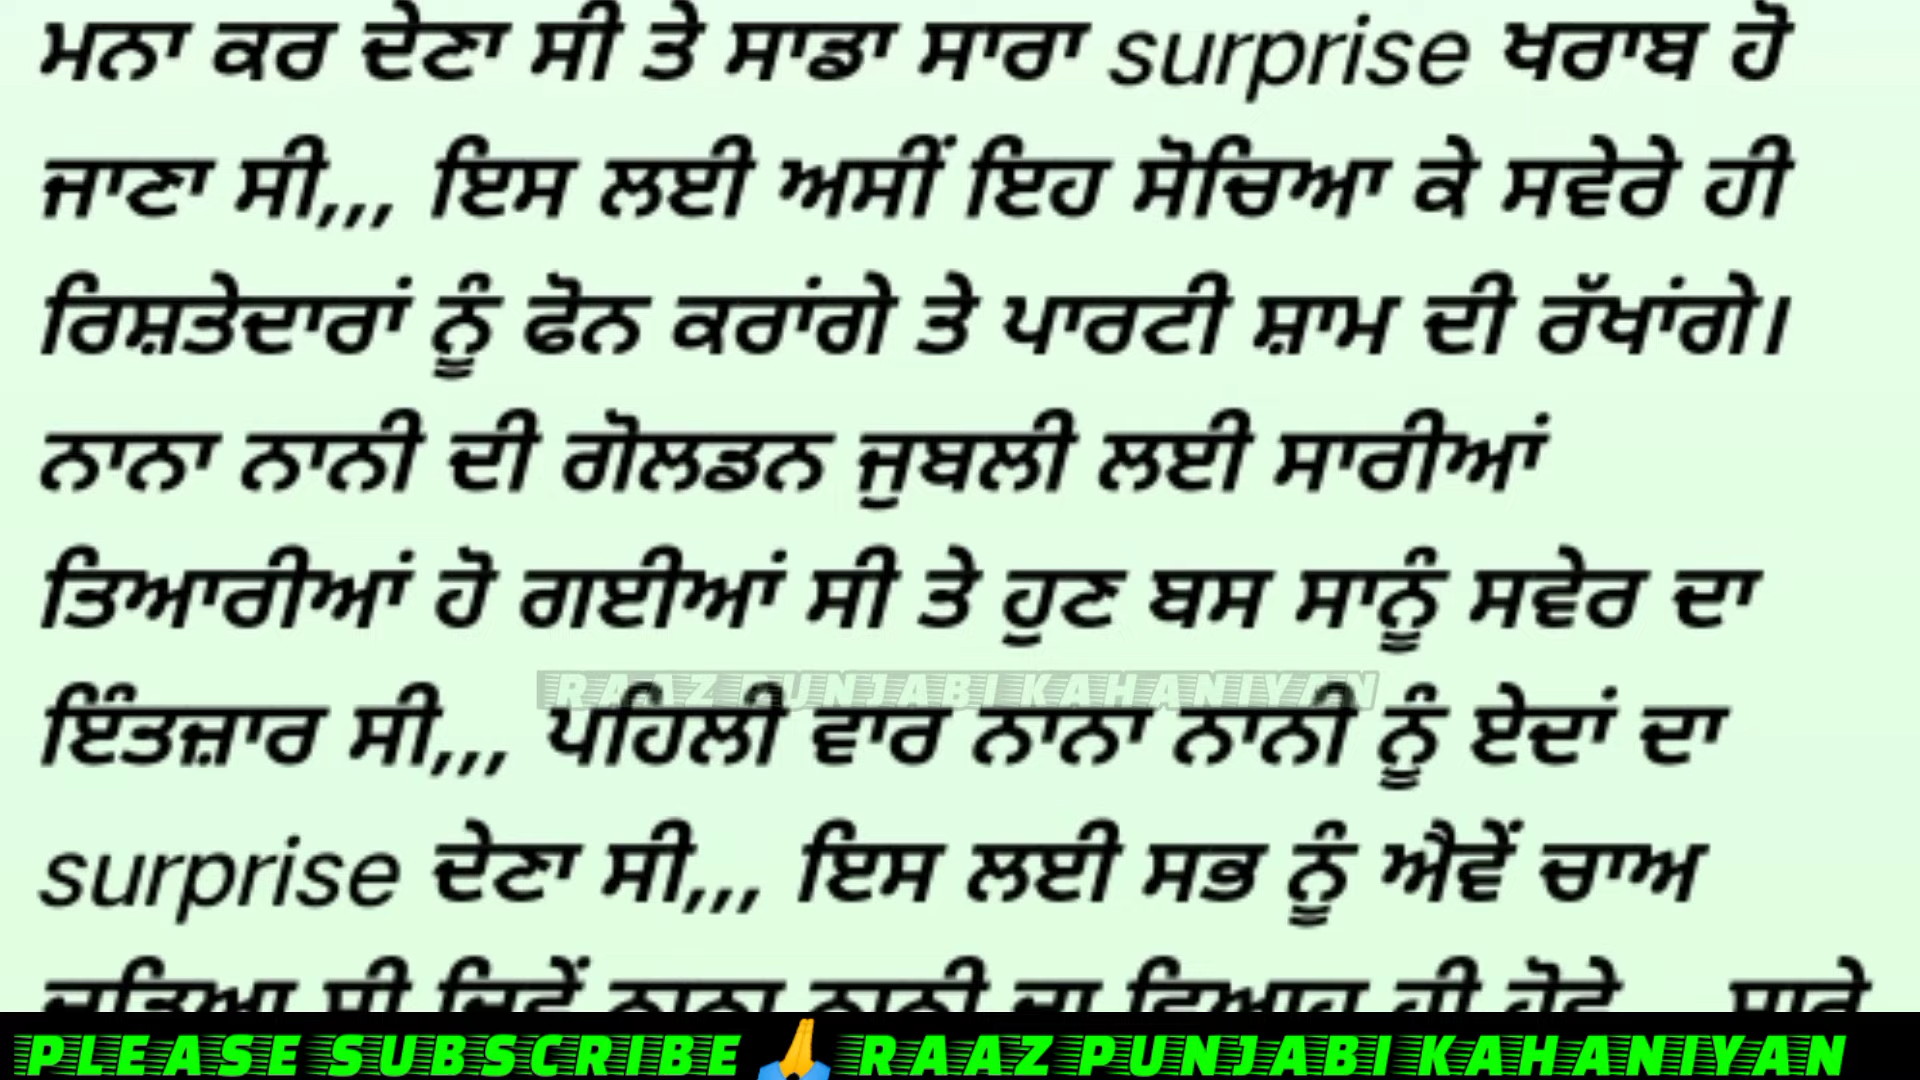 ਮਨਾ ਕਰ ਦੇਣਾ ਸੀ ਤੇ ਸਾਡਾ ਸਾਰਾ surprise ਖਰਾਬ ਹੋ
ਜਾਣਾ ਸੀ,,, ਇਸ ਲਈ ਅਸੀਂ ਇਹ ਸੋਚਿਆ ਕੇ ਸਵੇਰੇ ਹੀ
ਰਿਸ਼ਤੇਦਾਰਾਂ ਨੂੰ ਫੋਨ ਕਰਾਂਗੇ ਤੇ ਪਾਰਟੀ ਸ਼ਾਮ ਦੀ ਰੱਖਾਂਗੇ।
ਨਾਨਾ ਨਾਨੀ ਦੀ ਗੋਲਡਨ ਜੁਬਲੀ ਲਈ ਸਾਰੀਆਂ
ਤਿਆਰੀਆਂ ਹੋ ਗਈਆਂ ਸੀ ਤੇ ਹੁਣ ਬਸ ਸਾਨੂੰ ਸਵੇਰ ਦਾ
RAAZ PUNJABI KAHANIYAN
ਇੰਤਜ਼ਾਰ ਸੀ,,, ਪਹਿਲੀ ਵਾਰ ਨਾਨਾ ਨਾਨੀ ਨੂੰ ਏਦਾਂ ਦਾ
surprise ਦੇਣਾ ਸੀ,,, ਇਸ ਲਈ ਸਭ ਨੂੰ ਐਵੇਂ ਚਾਅ
ਸੀ ਜਿਵੇਂ ਨਾਨਾ ਨਾਨੀ ਦਾ ਵਿਆਹ ਹੀ ਹੋਵੇ ਸਾਰੇ
PLEASE SUBSCRIBE 🙏 RAAZ PUNJABI KAHANIYAN